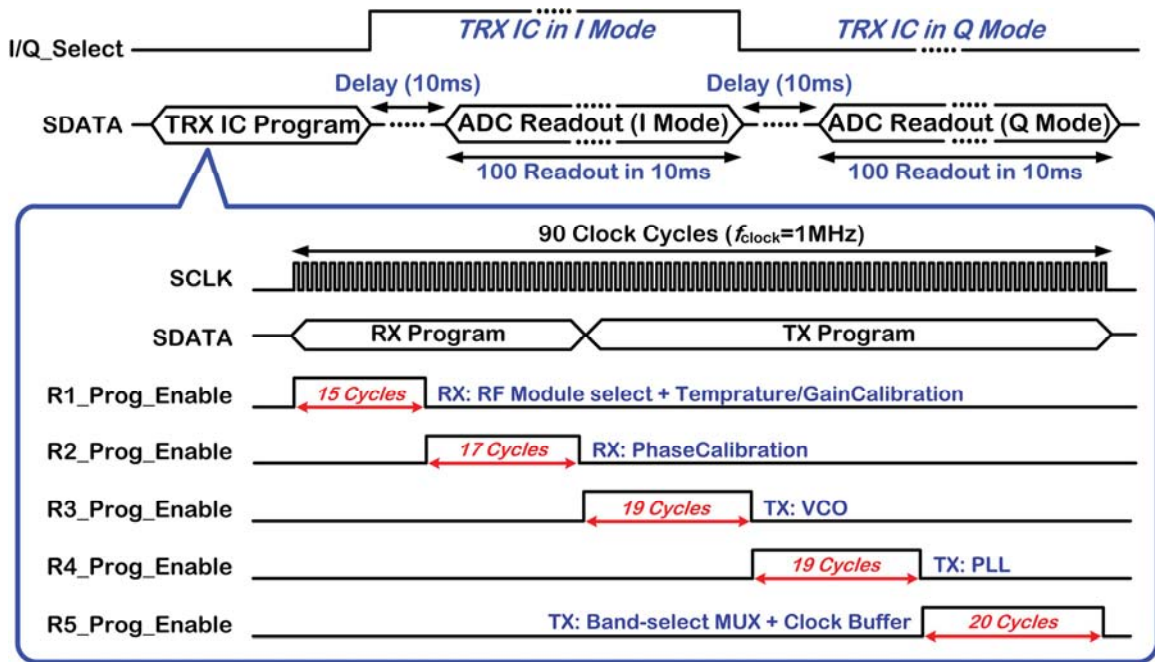 TRX IC in I Mode
TRX IC in Q Mode
I/Q_Select
Delay (10ms)
Delay (10ms)
SDATA
TRX IC Program
ADC Readout (I Mode)
ADC Readout (Q Mode)
100 Readout in 10ms
100 Readout in 10ms
90 Clock Cycles (fclock=1MHz)
SCLK
SDATA
RX Program
TX Program
R1_Prog_Enable
15 Cycles
RX: RF Module select + Temprature/GainCalibration
R2_Prog_Enable
17 Cycles
RX: PhaseCalibration
R3_Prog_Enable
19 Cycles
TX: VCO
R4_Prog_Enable
19 Cycles
TX: PLL
R5_Prog_Enable
TX: Band-select MUX + Clock Buffer
20 Cycles